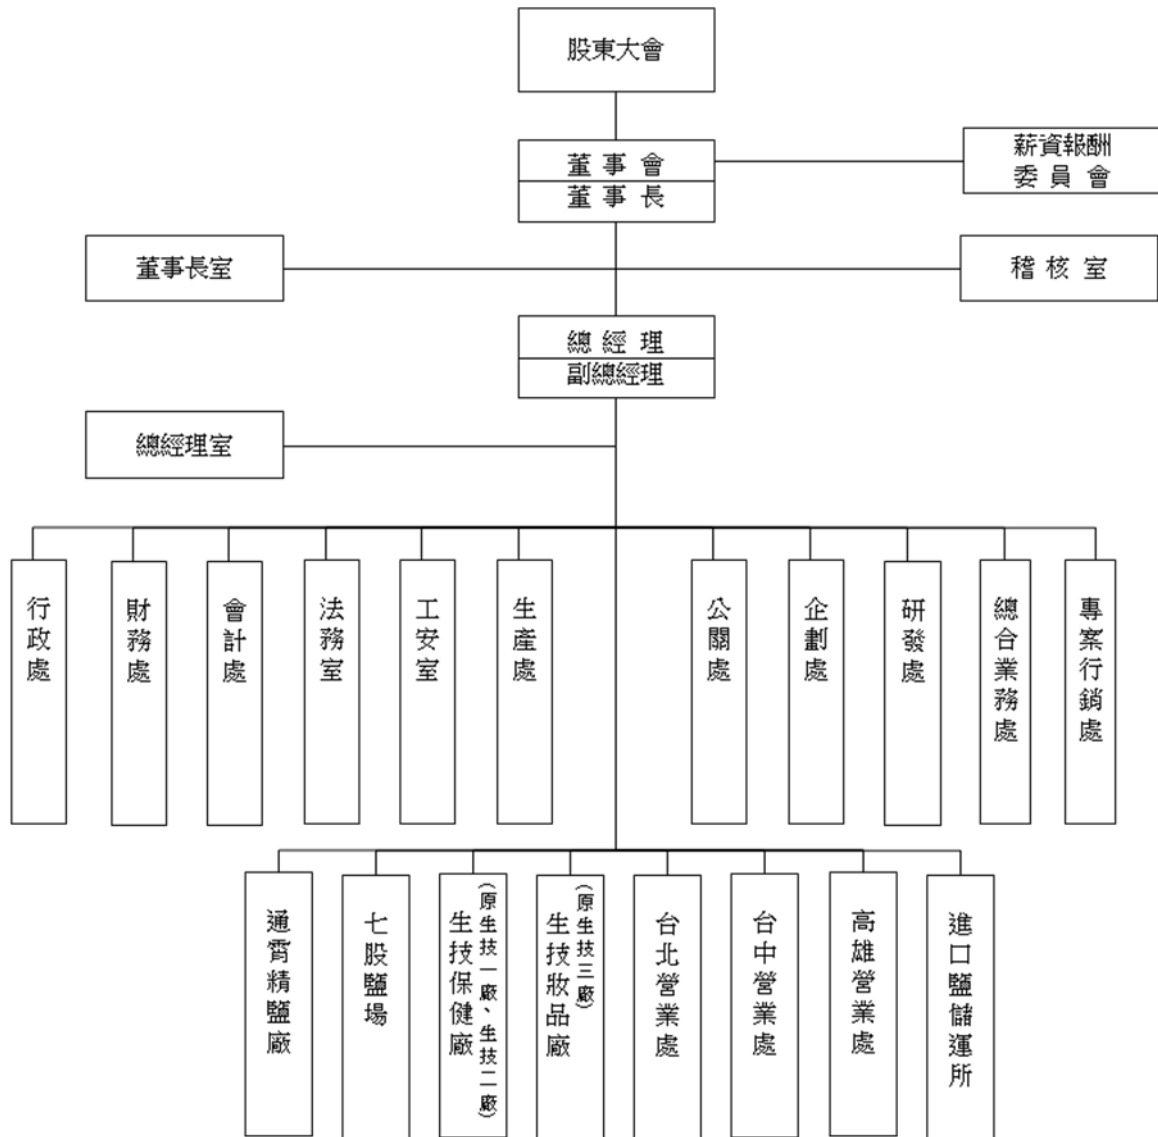 股東大會
董事會
董事長
薪資報酬
委員會
董事長室
稽核室
總經理
副總經理
總經理室
行政處
財務處
會計處
法務室
工安室
生產處
公關處
企劃處
研發處
總合業務處
專案行銷處
通霄精鹽廠
七股鹽場
生技保健廠
(原生技一廠、生技二廠)
生技妝品廠
(原生技三廠)
台北營業處
台中營業處
高雄營業處
進口鹽儲運所